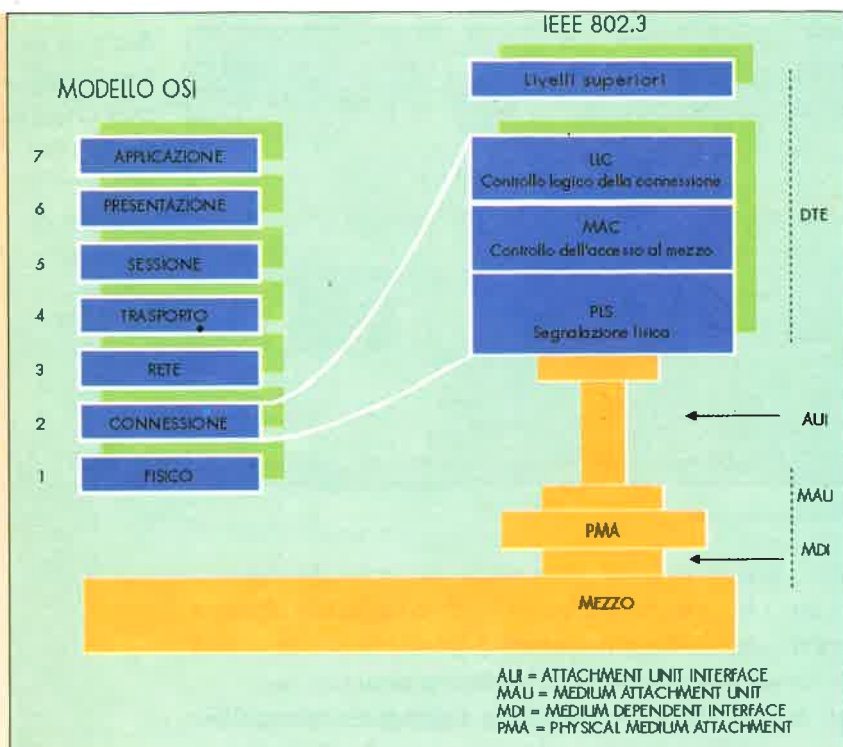 IEEE 802.3
MODELLO OSI
Livelli superiori
7
APPLICAZIONE
6
PRESENTAZIONE
5
SESSIONE
4
TRASPORTO
3
RETE
2
CONNESSIONE
1
FISICO
LLC
Controllo logico della connessione
MAC
Controllo dell'accesso al mezzo
PLS
Segnalazione fisica
DTE
AUI
MAU
PMA
MDI
MEZZO
AUI = ATTACHMENT UNIT INTERFACE
MAU = MEDIUM ATTACHMENT UNIT
MDI = MEDIUM DEPENDENT INTERFACE
PMA = PHYSICAL MEDIUM ATTACHMENT